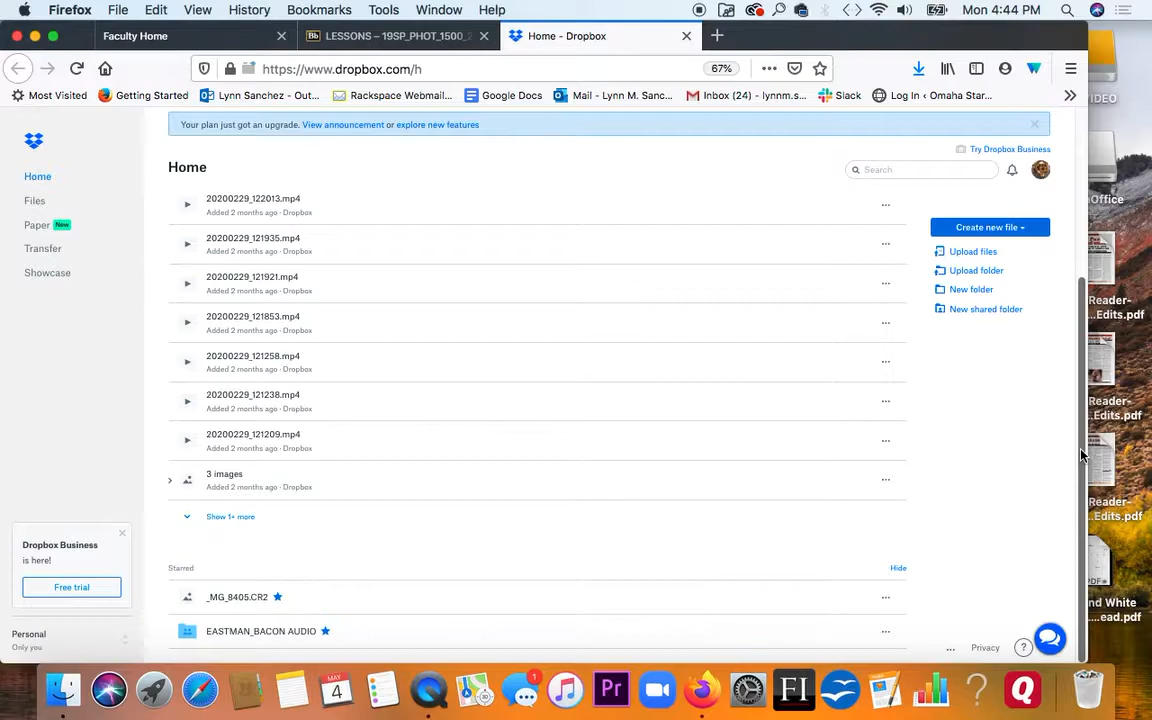 Firefox File Edit View History Bookmarks Tools Window Help Mon 4:44 PM
Faculty Home LESSONS – 19SP_PHOT_1500_2 Home - Dropbox
https://www.dropbox.com/h 67%
Most Visited Getting Started Lynn Sanchez - Out... Rackspace Webmail... Google Docs Mail - Lynn M. Sanc... Inbox (24) - lynnm.s... Slack Log In ‹ Omaha Star...
VIDEO
Your plan just got an upgrade. View announcement or explore new features
Try Dropbox Business
Home
Search
Home
Files
Paper New
Transfer
Showcase
20200229_122013.mp4
Added 2 months ago · Dropbox
20200229_121935.mp4
Added 2 months ago · Dropbox
20200229_121921.mp4
Added 2 months ago · Dropbox
20200229_121853.mp4
Added 2 months ago · Dropbox
20200229_121258.mp4
Added 2 months ago · Dropbox
20200229_121238.mp4
Added 2 months ago · Dropbox
20200229_121209.mp4
Added 2 months ago · Dropbox
3 images
Added 2 months ago · Dropbox
Show 1+ more
Create new file
Upload files
Upload folder
New folder
New shared folder
Starred Hide
_MG_8405.CR2
EASTMAN_BACON AUDIO
Dropbox Business
is here!
Free trial
Personal
Only you
Privacy
?
Office
Reader-
...Edits.pdf
Reader-
...Edits.pdf
Reader-
...Edits.pdf
PDF
nd White
...ead.pdf
MAY
4
1
Pr
FI
?
Q